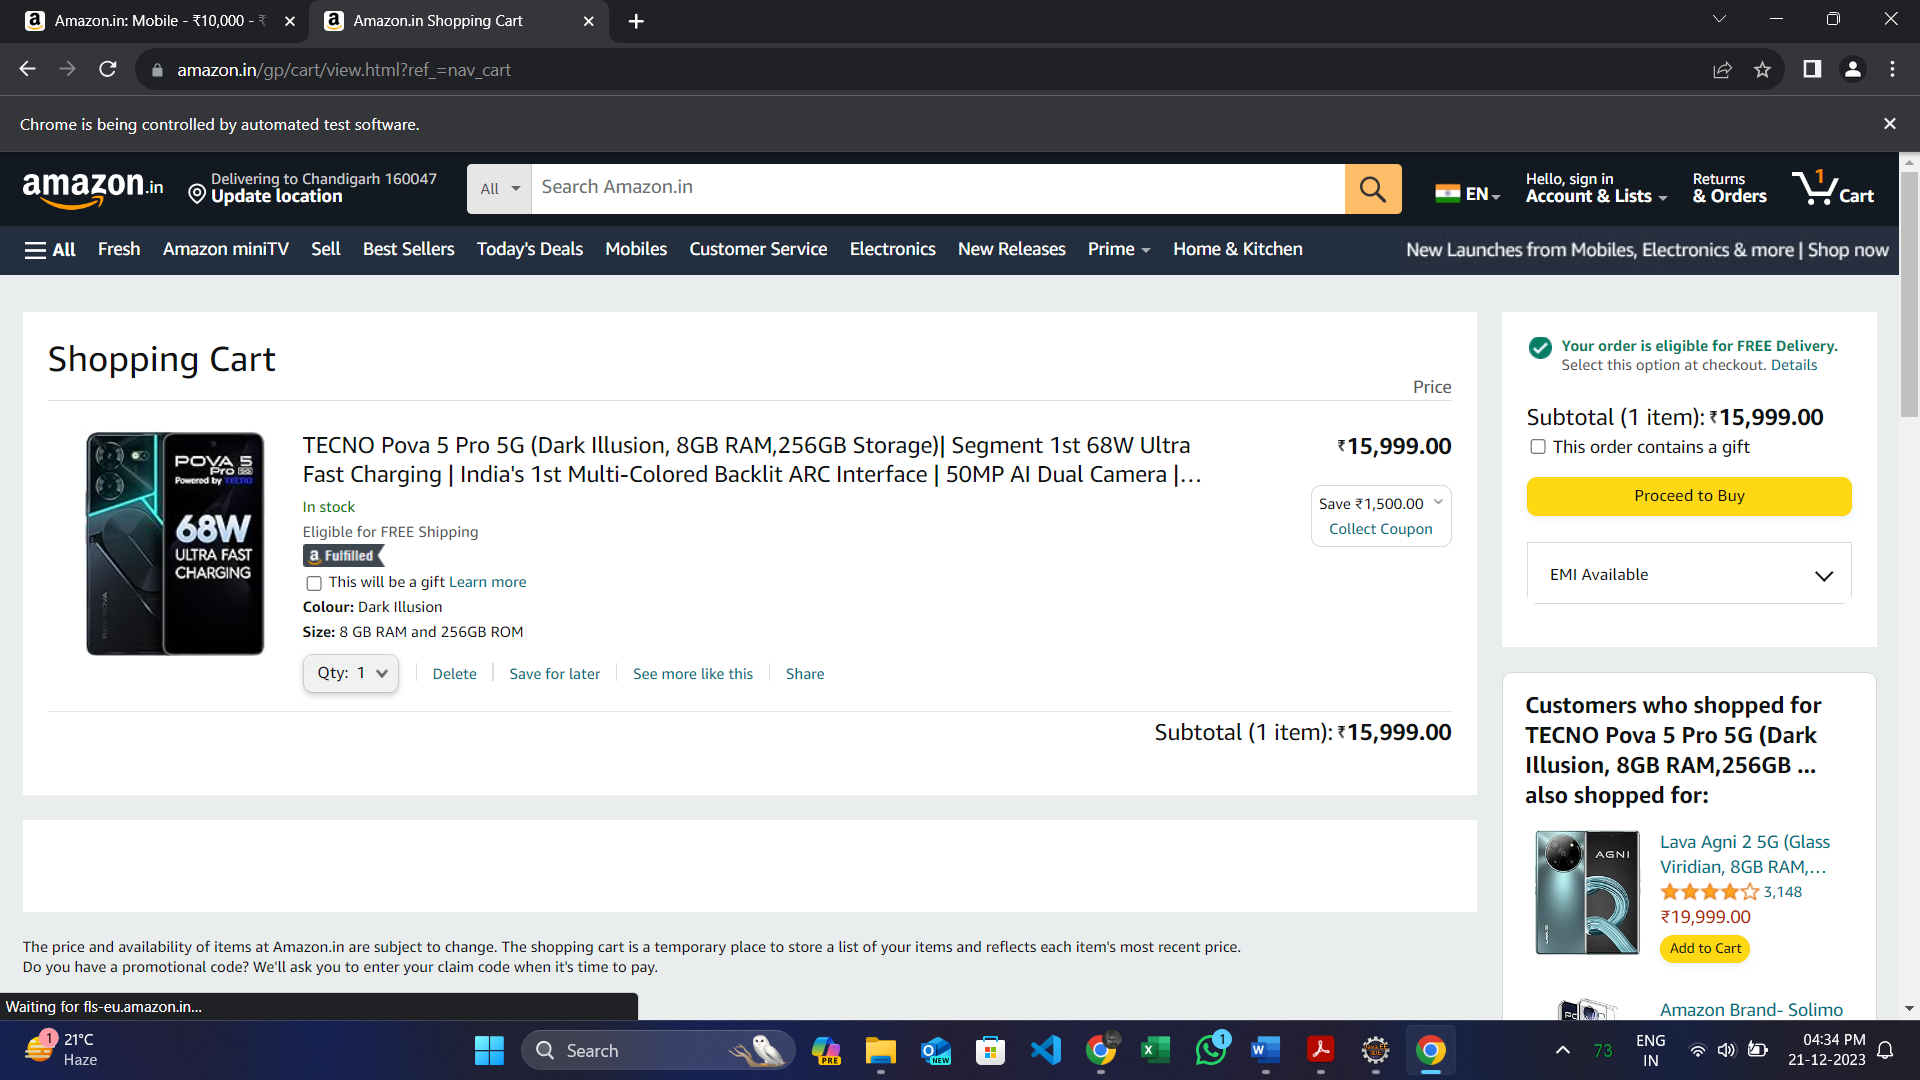 Amazon.in: Mobile - ₹10,000 - ₹
Amazon.in Shopping Cart
amazon.in/gp/cart/view.html?ref_=nav_cart
Chrome is being controlled by automated test software.
amazon.in
Delivering to Chandigarh 160047
Update location
All
Search Amazon.in
EN
Hello, sign in
Account & Lists
Returns
& Orders
1
Cart
All Fresh Amazon miniTV Sell Best Sellers Today's Deals Mobiles Customer Service Electronics New Releases Prime Home & Kitchen
New Launches from Mobiles, Electronics & more | Shop now
Shopping Cart
Price
POVA 5
Pro 5G
Powered by TECNO
68W
ULTRA FAST
CHARGING
TECNO Pova 5 Pro 5G (Dark Illusion, 8GB RAM,256GB Storage)| Segment 1st 68W Ultra
Fast Charging | India's 1st Multi-Colored Backlit ARC Interface | 50MP AI Dual Camera |…
₹15,999.00
In stock
Eligible for FREE Shipping
a Fulfilled
This will be a gift Learn more
Colour: Dark Illusion
Size: 8 GB RAM and 256GB ROM
Save ₹1,500.00
Collect Coupon
Qty: 1
Delete
Save for later
See more like this
Share
Subtotal (1 item): ₹15,999.00
The price and availability of items at Amazon.in are subject to change. The shopping cart is a temporary place to store a list of your items and reflects each item's most recent price.
Do you have a promotional code? We'll ask you to enter your claim code when it's time to pay.
Your order is eligible for FREE Delivery.
Select this option at checkout. Details
Subtotal (1 item): ₹15,999.00
This order contains a gift
Proceed to Buy
EMI Available
Customers who shopped for
TECNO Pova 5 Pro 5G (Dark
Illusion, 8GB RAM,256GB ...
also shopped for:
AGNI
Lava Agni 2 5G (Glass
Viridian, 8GB RAM,…
3,148
₹19,999.00
Add to Cart
Amazon Brand- Solimo
Waiting for fls-eu.amazon.in...
1
21°C
Haze
Search
PRE
NEW
1
73
ENG
IN
04:34 PM
21-12-2023